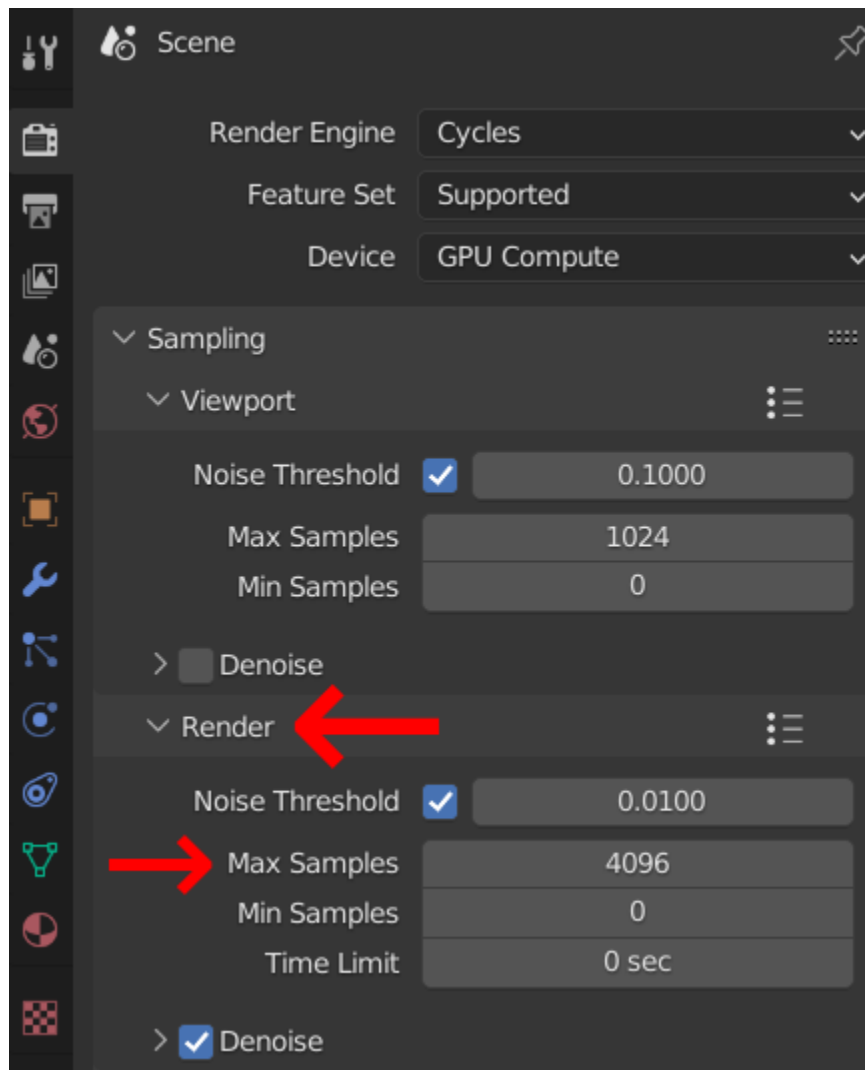 Scene
Render Engine Cycles
Feature Set Supported
Device GPU Compute
Sampling
Viewport
Noise Threshold 0.1000
Max Samples 1024
Min Samples 0
Denoise
Render
Noise Threshold 0.0100
Max Samples 4096
Min Samples 0
Time Limit 0 sec
Denoise